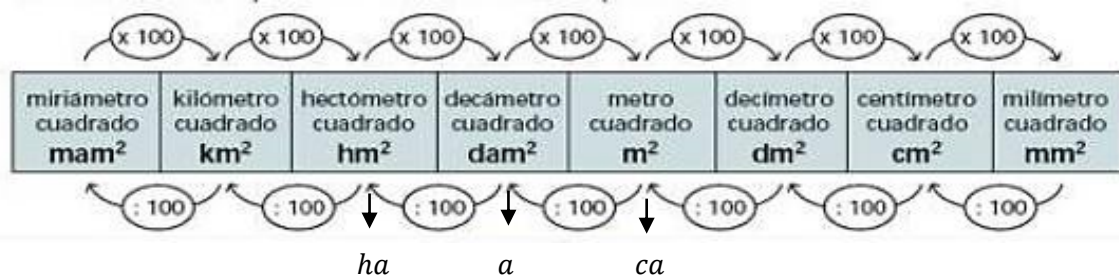 x 100 x 100 x 100 x 100 x 100 x 100 x 100
miriámetro kilómetro hectómetro decámetro metro decímetro centímetro milímetro
cuadrado cuadrado cuadrado cuadrado cuadrado cuadrado cuadrado cuadrado
mam² km² hm² dam² m² dm² cm² mm²
: 100 : 100 : 100 : 100 : 100 : 100 : 100
ha a ca